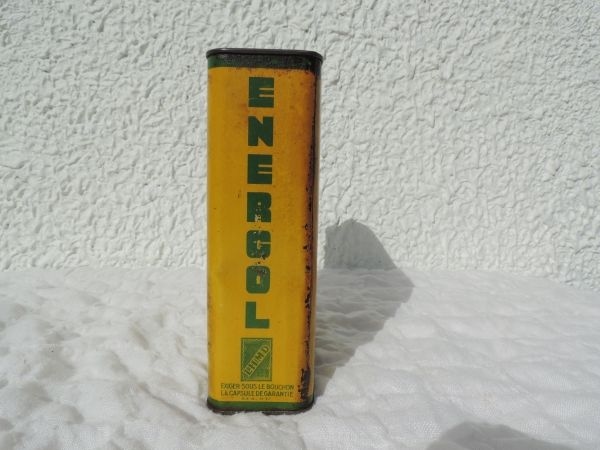 ENERGOL
EXIGER SOUS LE BOUCHON
LA CAPSULE DE GARANTIE